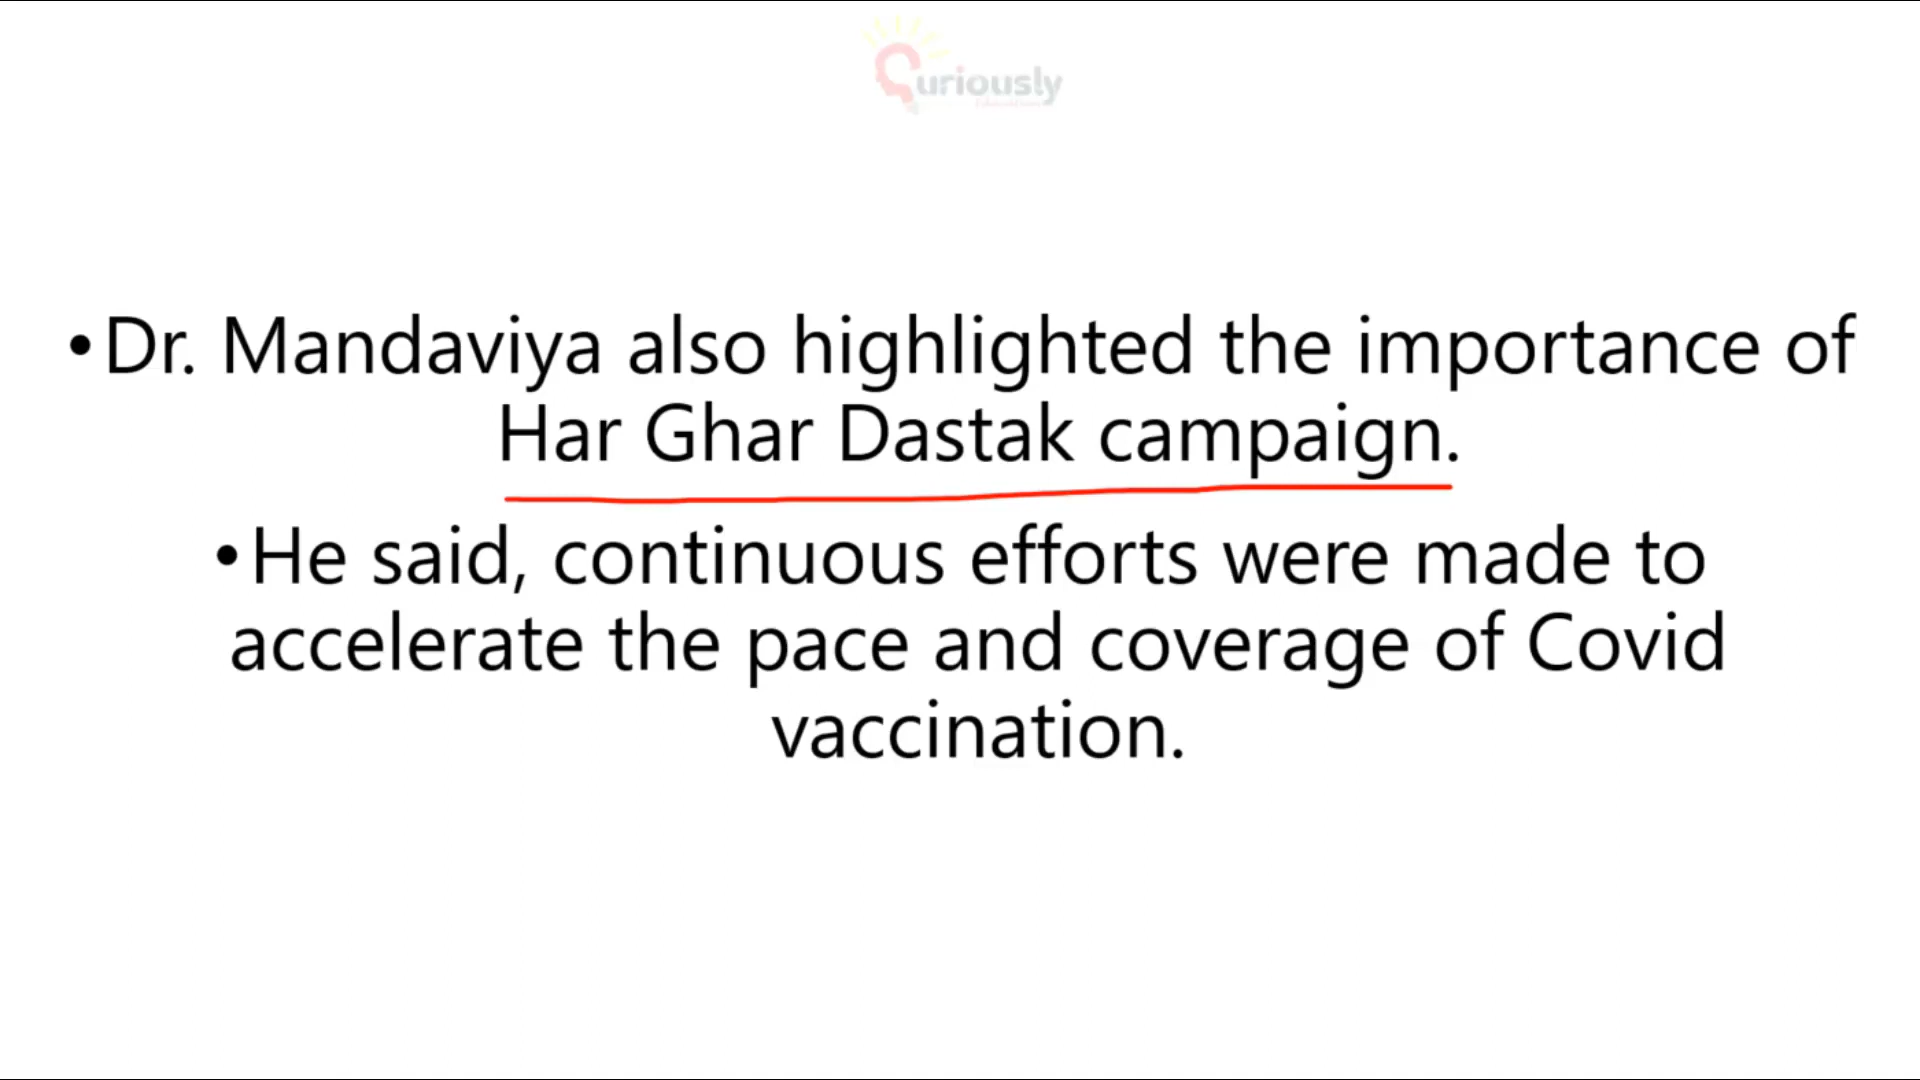 Curiously
•Dr. Mandaviya also highlighted the importance of
Har Ghar Dastak campaign.
•He said, continuous efforts were made to
accelerate the pace and coverage of Covid
vaccination.